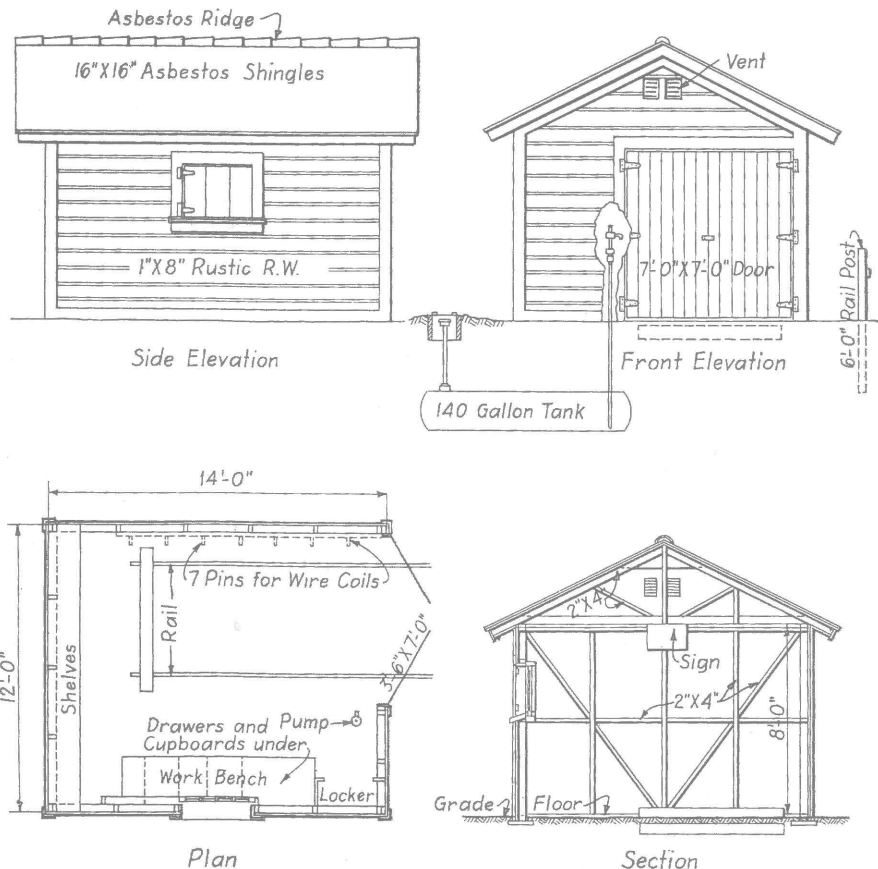 Asbestos Ridge
16"X16" Asbestos Shingles
1"X8" Rustic R.W.
Side Elevation
Vent
7'-0"X7'-0" Door
6'-0" Rail Post
Front Elevation
140 Gallon Tank
14'-0"
12'-0"
Shelves
7 Pins for Wire Coils
Rail
3'-6"X7'-0"
Drawers and
Cupboards under
Pump
Work Bench
Locker
Plan
2"X4"
Sign
2"X4"
8'-0"
Grade
Floor
Section